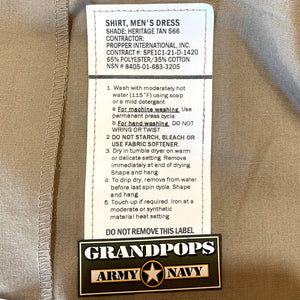 SHIRT, MEN'S DRESS
SHADE: HERITAGE TAN 566
CONTRACTOR:
PROPPER INTERNATIONAL, INC.
CONTRACT #: SPE1C1-21-D-1420
65% POLYESTER/35% COTTON
NSN # 8405-01-683-3205
1. Wash with moderately hot
water (115°F) using soap
or a mild detergent.
a. For machine washing. Use
permanent press cycle.
b. For hand washing. DO NOT
WRING OR TWIST.
2. DO NOT STARCH, BLEACH OR
USE FABRIC SOFTENER.
3. Dry in tumble dryer on warm
or delicate setting. Remove
immediately at end of drying.
Shape and hang.
4. To drip dry, remove from water
before last spin cycle. Shape
and hang.
5. Touch up if required. Iron at a
moderate or synthetic
material heat setting.
DO NOT REMOVE THIS LABEL
GRANDPOPS
ARMY NAVY